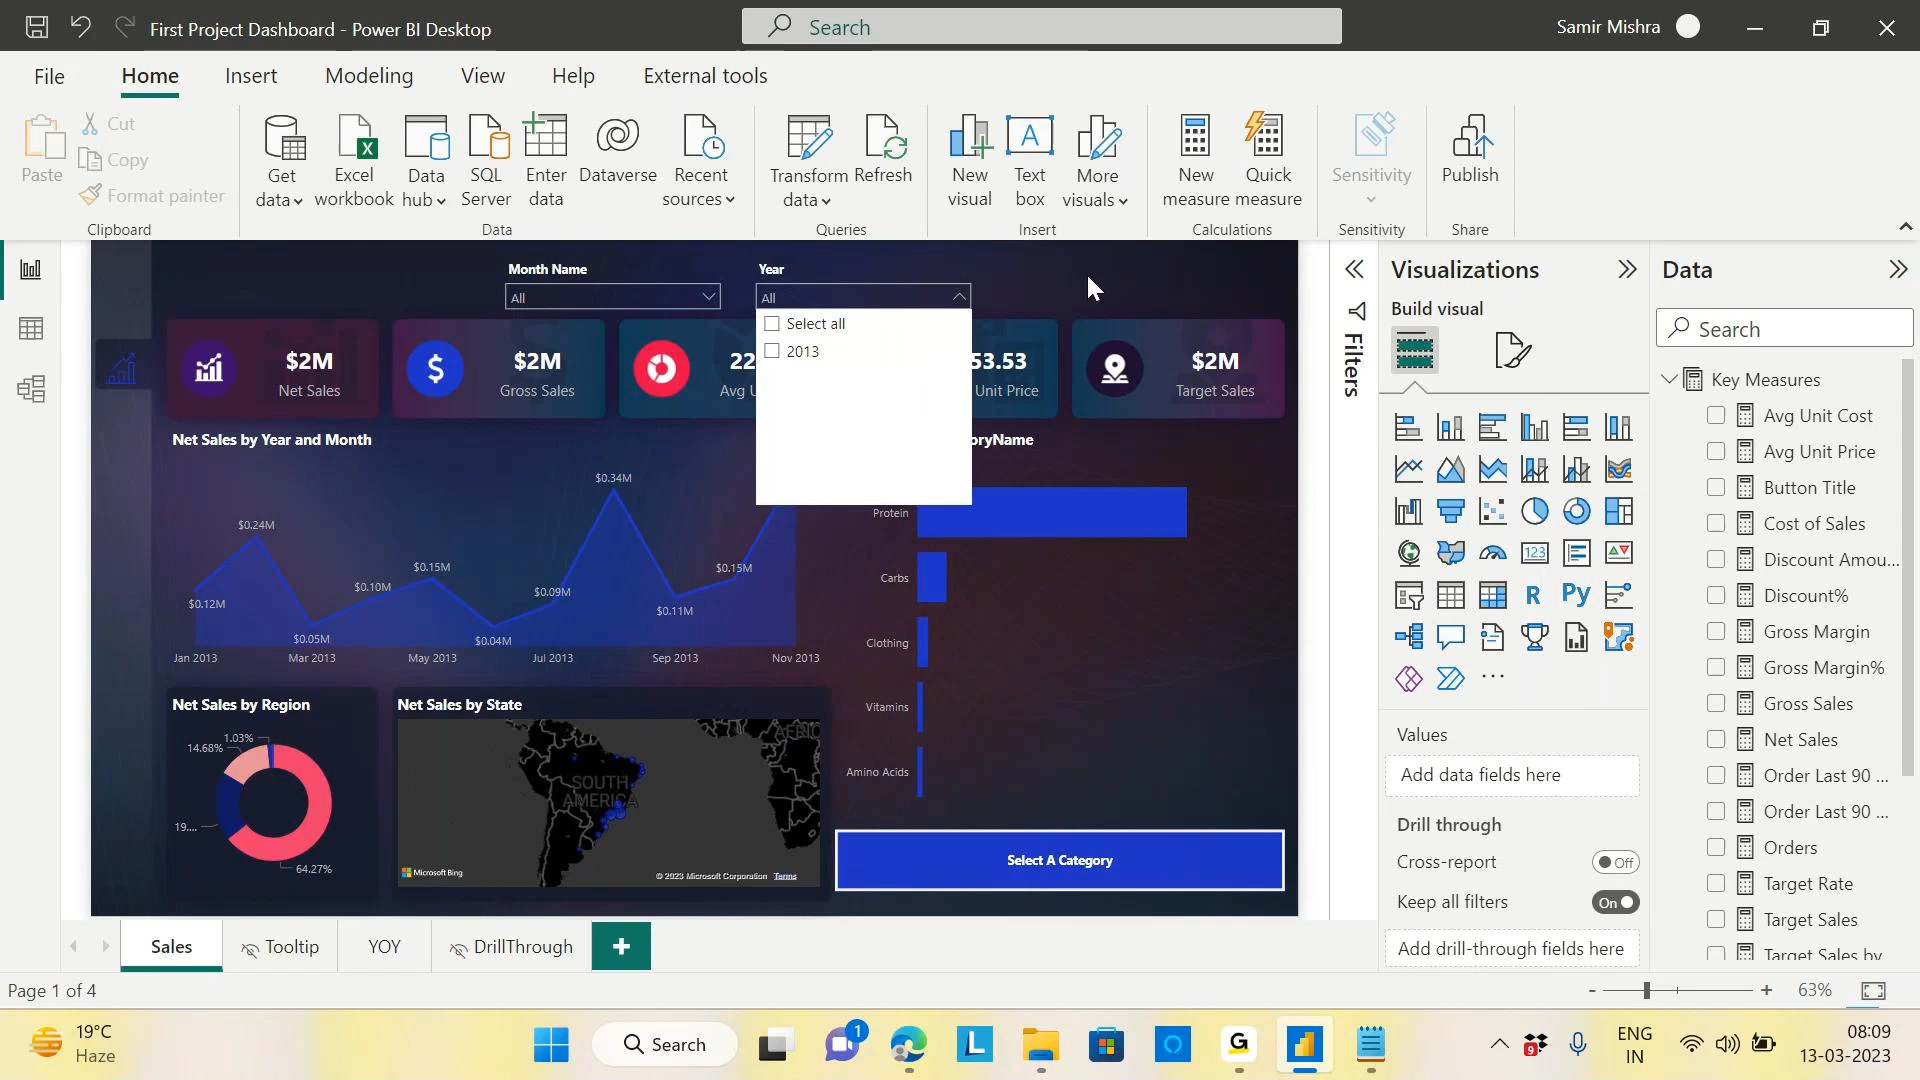 First Project Dashboard - Power BI Desktop
Search
Samir Mishra
File
Home
Insert
Modeling
View
Help
External tools
Paste
Cut
Copy
Format painter
Clipboard
Get data
Excel workbook
Data hub
SQL Server
Enter data
Dataverse
Recent sources
Data
Transform data
Refresh
Queries
New visual
Text box
More visuals
Insert
New measure
Quick measure
Calculations
Sensitivity
Sensitivity
Publish
Share
Month Name
All
Year
All
Select all
2013
$2M
Net Sales
$2M
Gross Sales
22
Avg U
53.53
Unit Price
$2M
Target Sales
Net Sales by Year and Month
$0.12M
$0.24M
$0.05M
$0.10M
$0.15M
$0.04M
$0.09M
$0.34M
$0.11M
$0.15M
Jan 2013
Mar 2013
May 2013
Jul 2013
Sep 2013
Nov 2013
oryName
Protein
Carbs
Clothing
Vitamins
Amino Acids
Net Sales by Region
1.03%
14.68%
19....
64.27%
Net Sales by State
SOUTH
AMERICA
AFRIC
Microsoft Bing
© 2023 Microsoft Corporation Terms
Select A Category
Filters
Visualizations
Build visual
123
R
Py
...
Values
Add data fields here
Drill through
Cross-report
Off
Keep all filters
On
Add drill-through fields here
Data
Search
Key Measures
Avg Unit Cost
Avg Unit Price
Button Title
Cost of Sales
Discount Amou...
Discount%
Gross Margin
Gross Margin%
Gross Sales
Net Sales
Order Last 90 ...
Order Last 90 ...
Orders
Target Rate
Target Sales
Target Sales by
Sales
Tooltip
YOY
DrillThrough
+
Page 1 of 4
- + 63%
19°C
Haze
Search
1
L
G
9
ENG
IN
08:09
13-03-2023